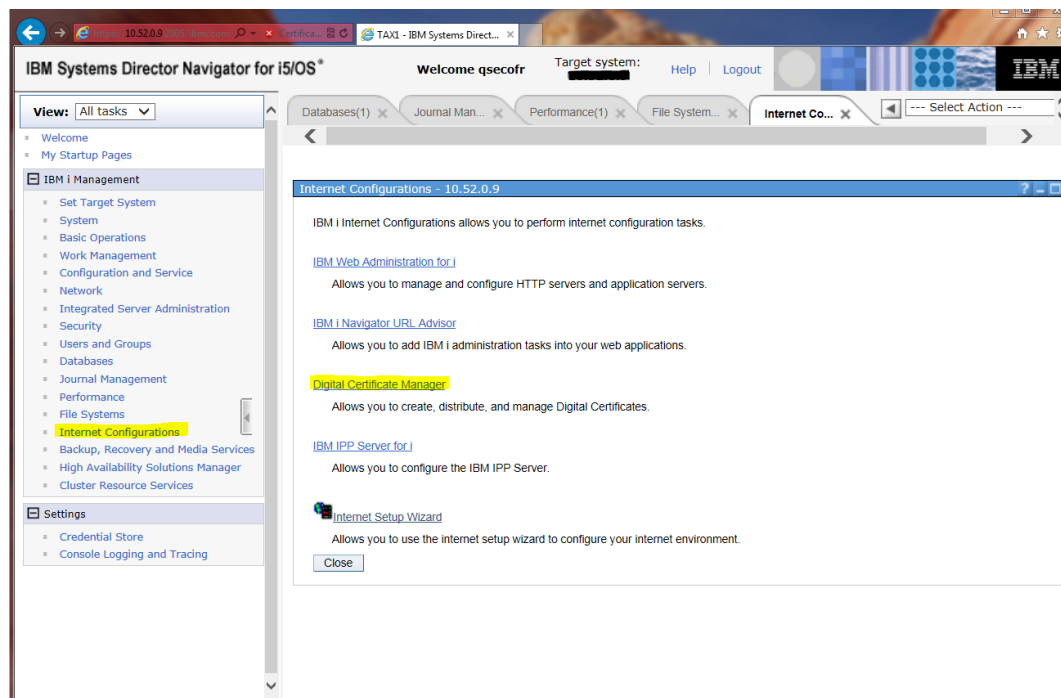 https://10.52.0.9:2005/ibm/cons
Certifica...
TAX1 - IBM Systems Direct...
IBM Systems Director Navigator for i5/OS®
Welcome qsecofr
Target system:
Help
Logout
IBM
View: All tasks
Welcome
My Startup Pages
IBM i Management
Set Target System
System
Basic Operations
Work Management
Configuration and Service
Network
Integrated Server Administration
Security
Users and Groups
Databases
Journal Management
Performance
File Systems
Internet Configurations
Backup, Recovery and Media Services
High Availability Solutions Manager
Cluster Resource Services
Settings
Credential Store
Console Logging and Tracing
Databases(1)
Journal Man...
Performance(1)
File System...
Internet Co...
--- Select Action ---
Internet Configurations - 10.52.0.9
IBM i Internet Configurations allows you to perform internet configuration tasks.
IBM Web Administration for i
Allows you to manage and configure HTTP servers and application servers.
IBM i Navigator URL Advisor
Allows you to add IBM i administration tasks into your web applications.
Digital Certificate Manager
Allows you to create, distribute, and manage Digital Certificates.
IBM IPP Server for i
Allows you to configure the IBM IPP Server.
Internet Setup Wizard
Allows you to use the internet setup wizard to configure your internet environment.
Close